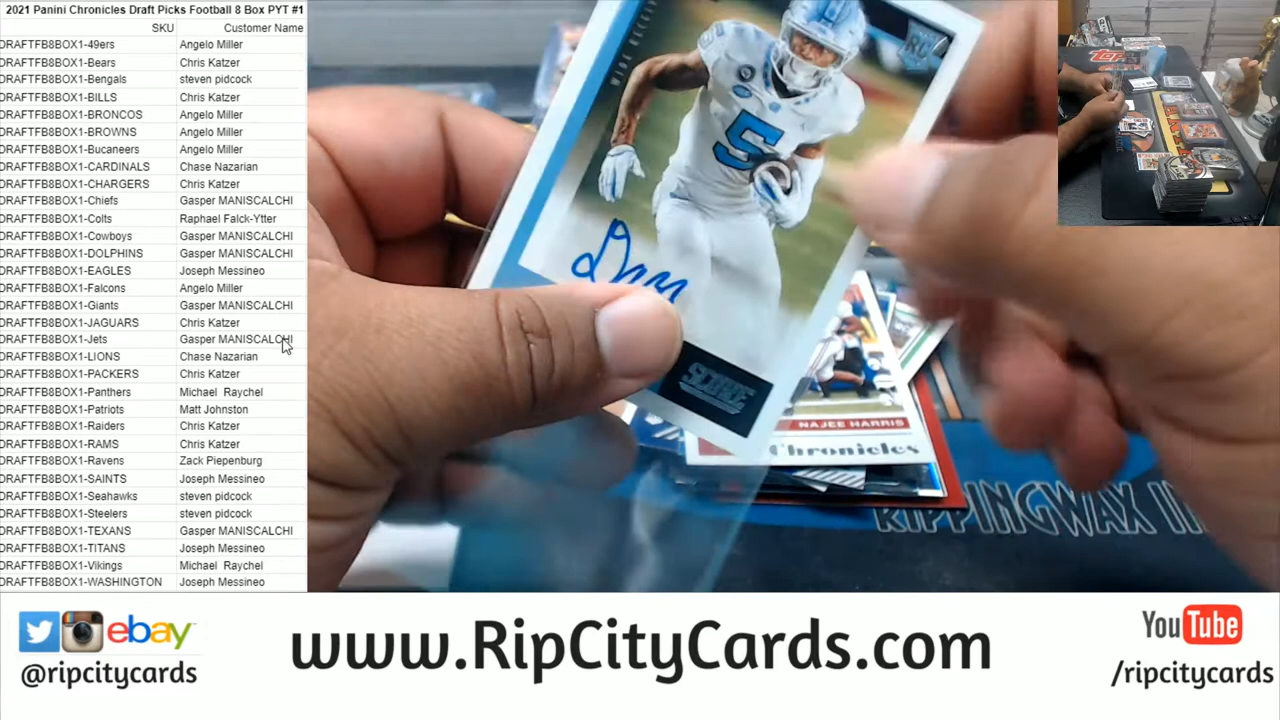 2021 Panini Chronicles Draft Picks Football 8 Box PYT #1
SKU Customer Name
DRAFTFB8BOX1-49ers Angelo Miller
DRAFTFB8BOX1-Bears Chris Katzer
DRAFTFB8BOX1-Bengals steven pidcock
DRAFTFB8BOX1-BILLS Chris Katzer
DRAFTFB8BOX1-BRONCOS Angelo Miller
DRAFTFB8BOX1-BROWNS Angelo Miller
DRAFTFB8BOX1-Bucaneers Angelo Miller
DRAFTFB8BOX1-CARDINALS Chase Nazarian
DRAFTFB8BOX1-CHARGERS Chris Katzer
DRAFTFB8BOX1-Chiefs Gasper MANISCALCHI
DRAFTFB8BOX1-Colts Raphael Falck-Ytter
DRAFTFB8BOX1-Cowboys Gasper MANISCALCHI
DRAFTFB8BOX1-DOLPHINS Gasper MANISCALCHI
DRAFTFB8BOX1-EAGLES Joseph Messineo
DRAFTFB8BOX1-Falcons Angelo Miller
DRAFTFB8BOX1-Giants Gasper MANISCALCHI
DRAFTFB8BOX1-JAGUARS Chris Katzer
DRAFTFB8BOX1-Jets Gasper MANISCALCHI
DRAFTFB8BOX1-LIONS Chase Nazarian
DRAFTFB8BOX1-PACKERS Chris Katzer
DRAFTFB8BOX1-Panthers Michael Raychel
DRAFTFB8BOX1-Patriots Matt Johnston
DRAFTFB8BOX1-Raiders Chris Katzer
DRAFTFB8BOX1-RAMS Chris Katzer
DRAFTFB8BOX1-Ravens Zack Piepenburg
DRAFTFB8BOX1-SAINTS Joseph Messineo
DRAFTFB8BOX1-Seahawks steven pidcock
DRAFTFB8BOX1-Steelers steven pidcock
DRAFTFB8BOX1-TEXANS Gasper MANISCALCHI
DRAFTFB8BOX1-TITANS Joseph Messineo
DRAFTFB8BOX1-Vikings Michael Raychel
DRAFTFB8BOX1-WASHINGTON Joseph Messineo
RC
5
5
SCORE
NAJEE HARRIS
Chronicles
RIPPINGWAX
ebay
@ripcitycards
www.RipCityCards.com
YouTube
/ripcitycards